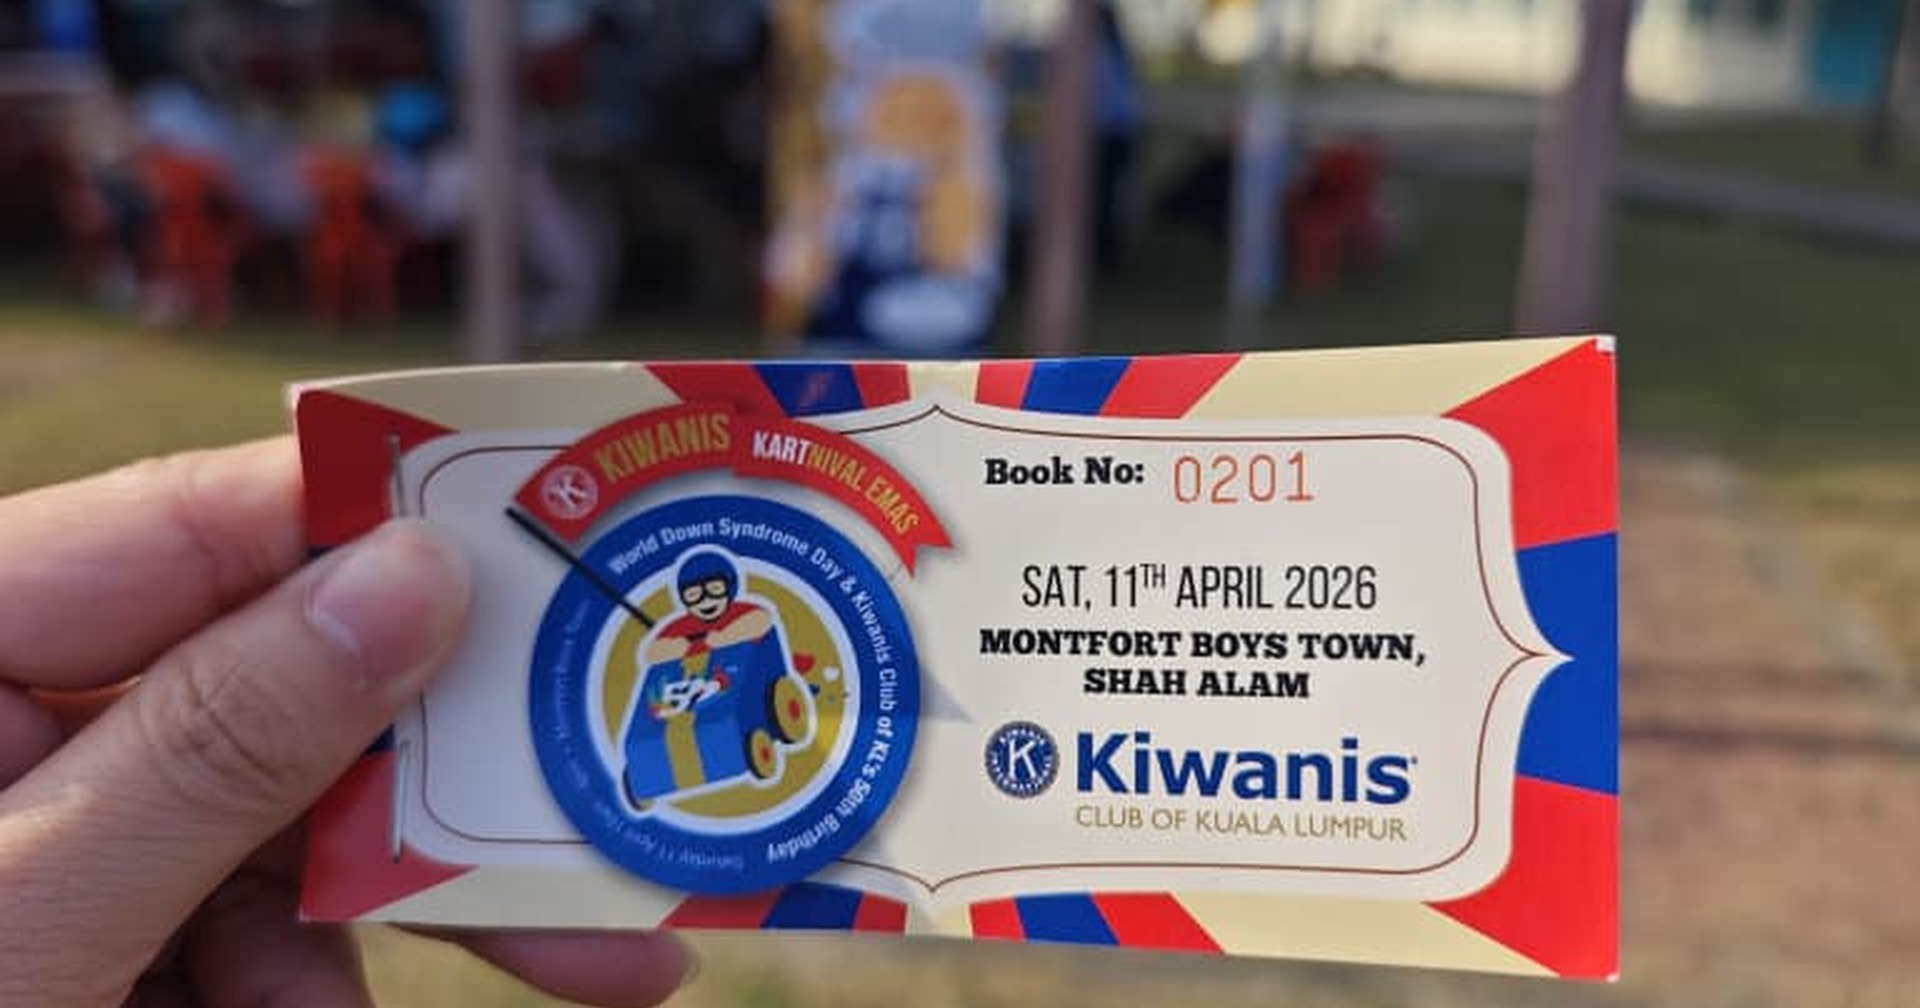 KIWANIS KARTNIVAL EMAS
World Down Syndrome Day & Kiwanis Club of KL's 50th Birthday
50
Book No: 0201
SAT, 11TH APRIL 2026
MONTFORT BOYS TOWN,
SHAH ALAM
K
Kiwanis
CLUB OF KUALA LUMPUR